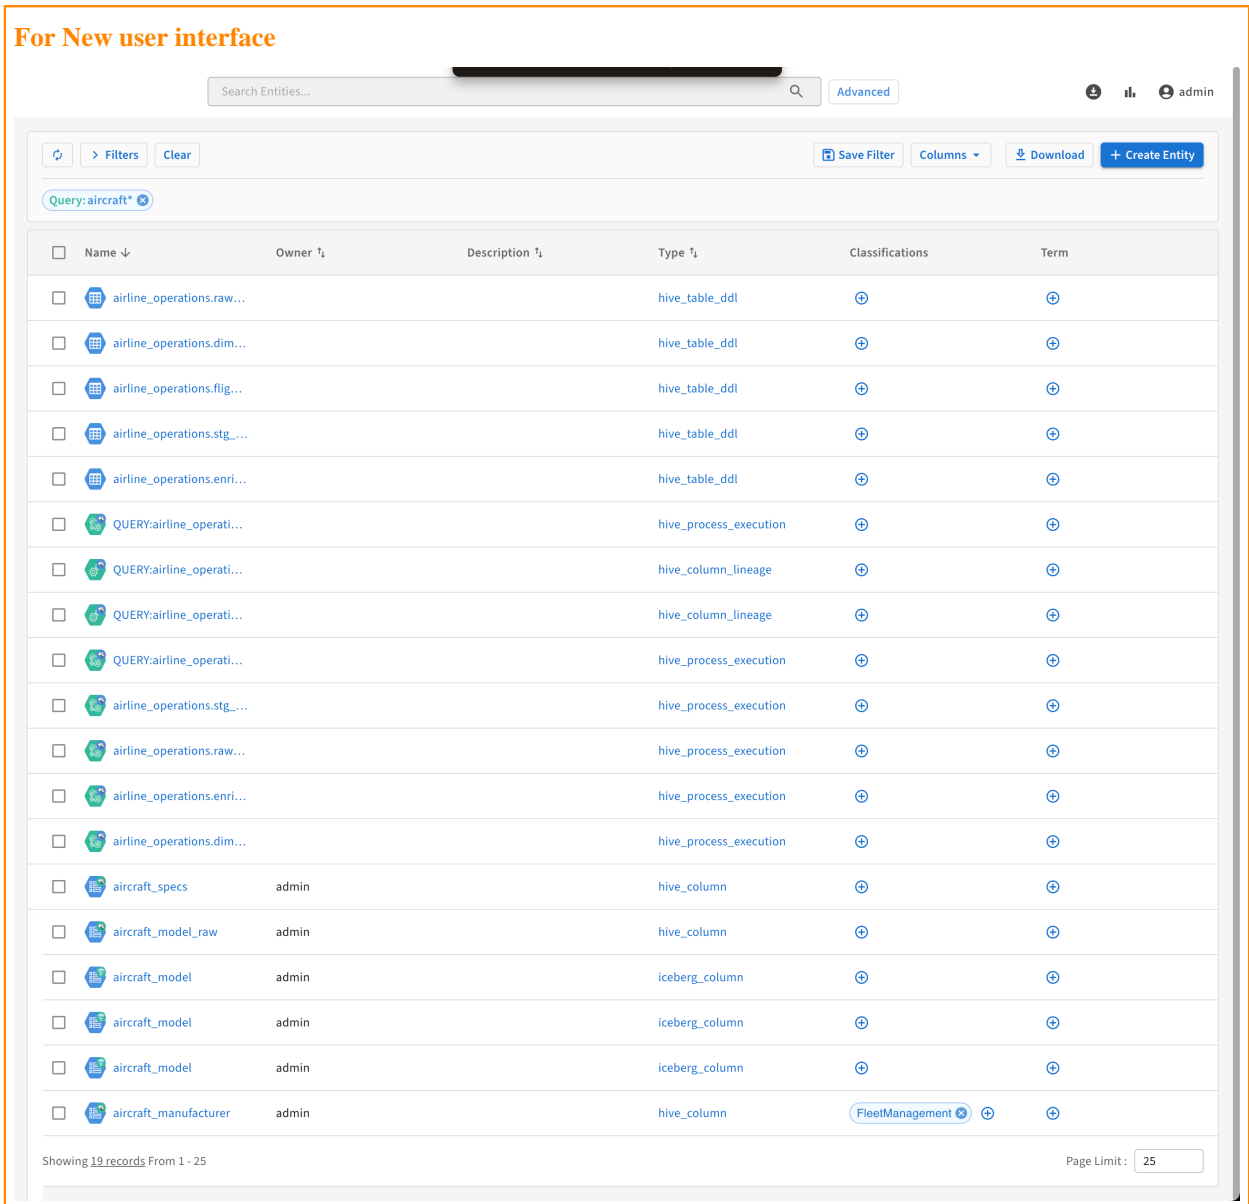 For New user interface
Search Entities...
Advanced
admin
Filters
Clear
Save Filter
Columns
Download
+ Create Entity
Query: aircraft*
Name
Owner
Description
Type
Classifications
Term
airline_operations.raw... hive_table_ddl
airline_operations.dim... hive_table_ddl
airline_operations.flig... hive_table_ddl
airline_operations.stg_... hive_table_ddl
airline_operations.enri... hive_table_ddl
QUERY:airline_operati... hive_process_execution
QUERY:airline_operati... hive_column_lineage
QUERY:airline_operati... hive_column_lineage
QUERY:airline_operati... hive_process_execution
airline_operations.stg_... hive_process_execution
airline_operations.raw... hive_process_execution
airline_operations.enri... hive_process_execution
airline_operations.dim... hive_process_execution
aircraft_specs admin hive_column
aircraft_model_raw admin hive_column
aircraft_model admin iceberg_column
aircraft_model admin iceberg_column
aircraft_model admin iceberg_column
aircraft_manufacturer admin hive_column FleetManagement
Showing 19 records From 1 - 25
Page Limit : 25